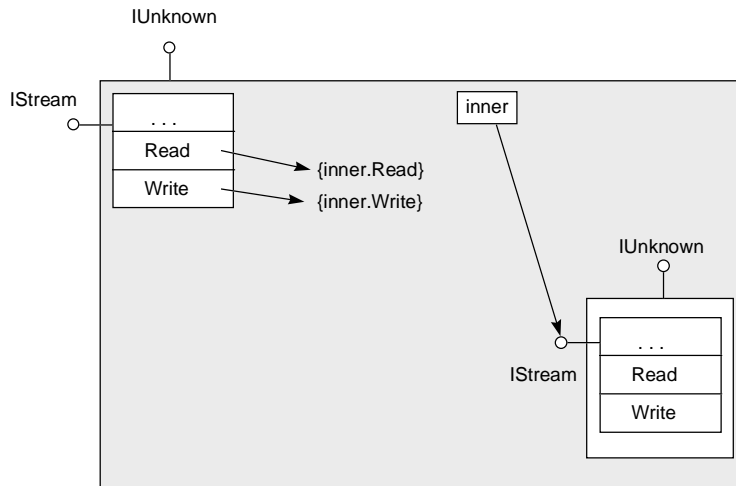 IUnknown
IStream
. . .
inner
Read
{inner.Read}
Write
{inner.Write}
IUnknown
. . .
IStream
Read
Write